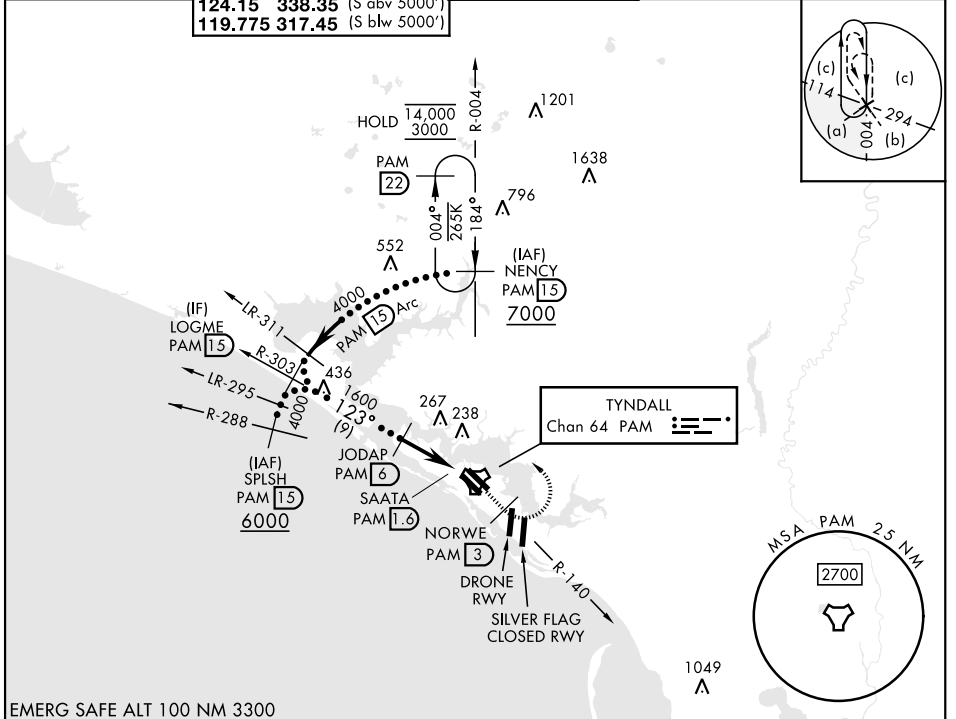 124.15 338.35 (S abv 5000')
119.775 317.45 (S blw 5000')
HOLD 14,000
3000
R-004
1201
1638
PAM
22
796
004°
265K
184°
552
(IAF)
NENCY
PAM 15
7000
4000
PAM 15 Arc
(IF)
LOGME
PAM 15
LR-311
R-303
LR-295
R-288
436
1600
123°
(9)
4000
267
238
TYNDALL
Chan 64 PAM
JODAP
PAM 6
(IAF)
SPLSH
PAM 15
6000
SAATA
PAM 1.6
NORWE
PAM 3
DRONE
RWY
R-140
SILVER FLAG
CLOSED RWY
1049
(c)
(c)
114
(a)
004
294
(b)
MSA PAM 25 NM
2700
EMERG SAFE ALT 100 NM 3300